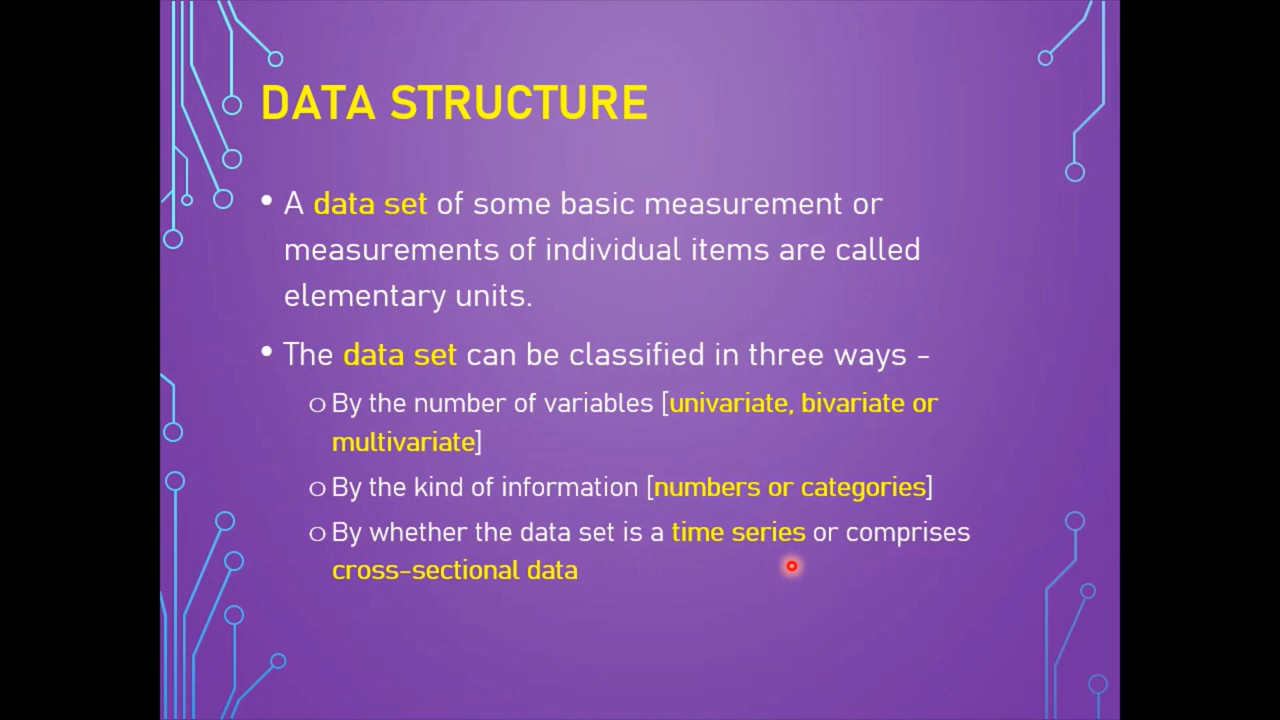 DATA STRUCTURE
• A data set of some basic measurement or
measurements of individual items are called
elementary units.
• The data set can be classified in three ways -
o By the number of variables [univariate, bivariate or
multivariate]
o By the kind of information [numbers or categories]
o By whether the data set is a time series or comprises
cross-sectional data